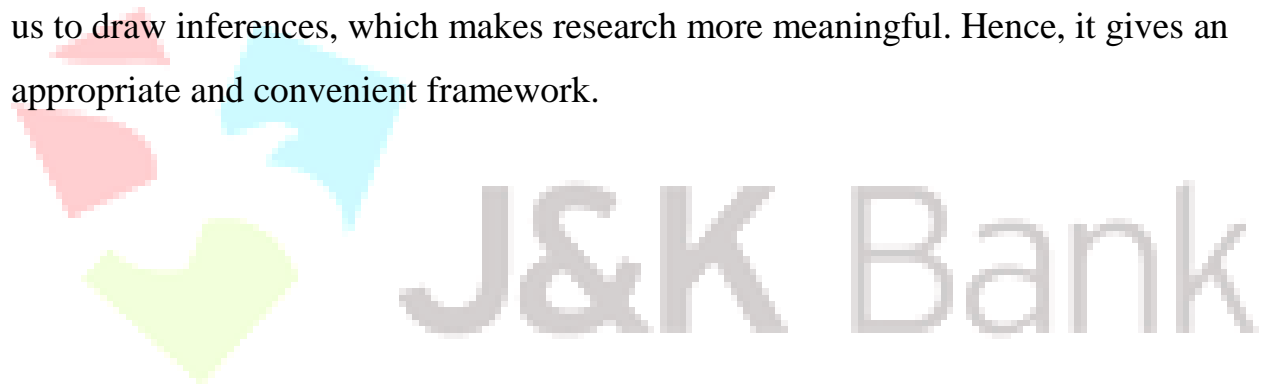 us to draw inferences, which makes research more meaningful. Hence, it gives an
appropriate and convenient framework.
J&K Bank